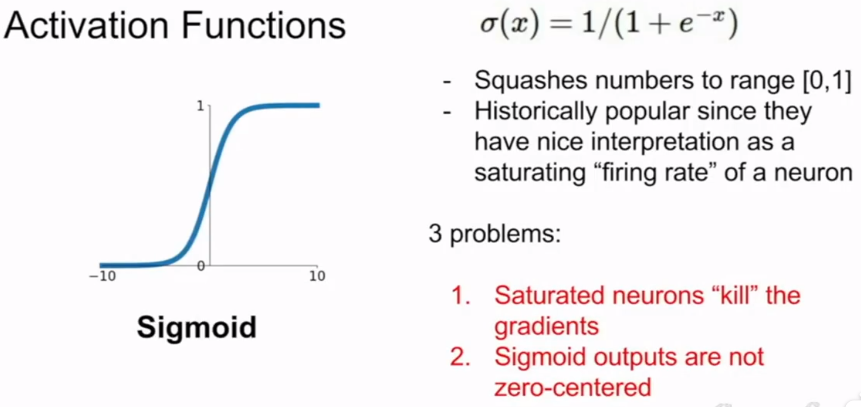 Activation Functions
σ(x) = 1/(1 + e^{-x})
- Squashes numbers to range [0,1]
- Historically popular since they
have nice interpretation as a
saturating “firing rate” of a neuron
3 problems:
1. Saturated neurons “kill” the
gradients
2. Sigmoid outputs are not
zero-centered
1
0
−10
10
Sigmoid